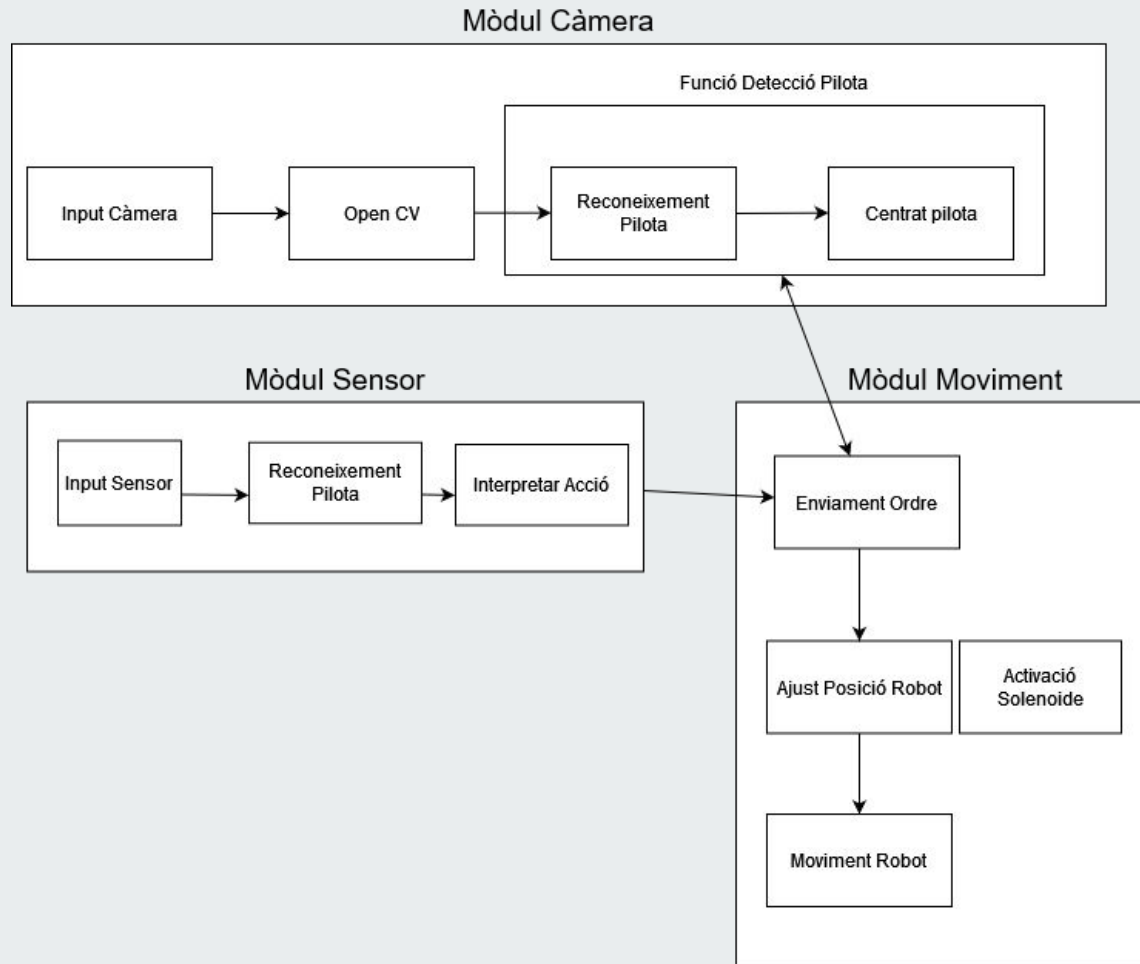 Mòdul Càmera
Funció Detecció Pilota
Input Càmera
Open CV
Reconeixement
Pilota
Centrat pilota
Mòdul Sensor
Input Sensor
Reconeixement
Pilota
Interpretar Acció
Mòdul Moviment
Enviament Ordre
Ajust Posició Robot
Activació
Solenoide
Moviment Robot